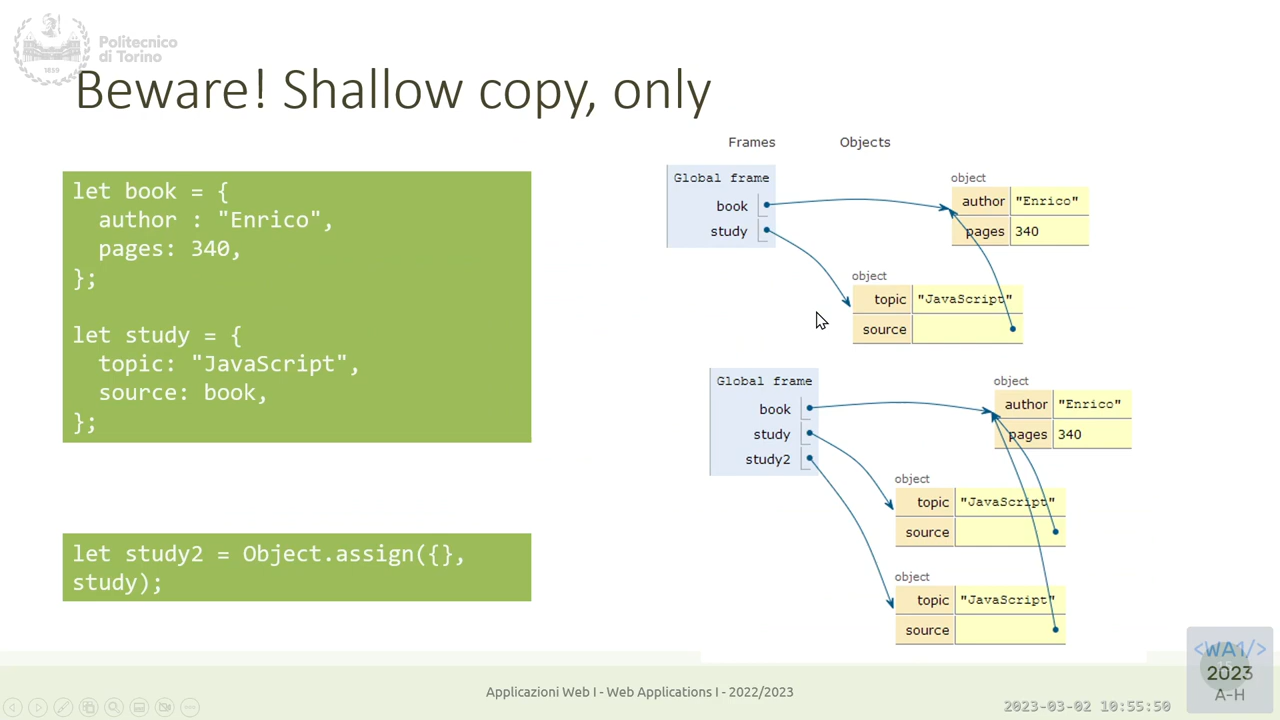 Politecnico
di Torino
1859
Beware! Shallow copy, only
let book = {
author : "Enrico",
pages: 340,
};
let study = {
topic: "JavaScript",
source: book,
};
let study2 = Object.assign({},
study);
Frames Objects
Global frame
book
study
object
author "Enrico"
pages 340
object
topic "JavaScript"
source
Global frame
book
study
study2
object
author "Enrico"
pages 340
object
topic "JavaScript"
source
object
topic "JavaScript"
source
Applicazioni Web I - Web Applications I - 2022/2023
<WA1/>
2023
A-H
2023-03-02 10:55:50